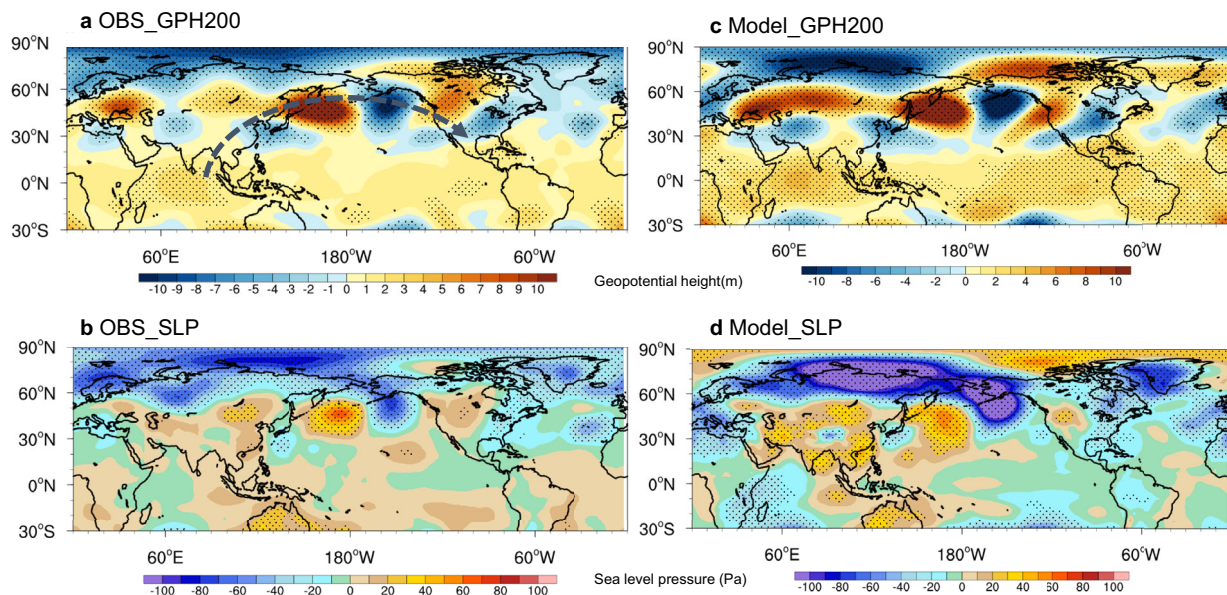 a OBS_GPH200
c Model_GPH200
90°N
60°N
30°N
0°N
30°S
60°E
180°W
60°W
-10 -9 -8 -7 -6 -5 -4 -3 -2 -1 0 1 2 3 4 5 6 7 8 9 10
Geopotential height(m)
90°N
60°N
30°N
0°N
30°S
60°E
180°W
60°W
-10 -8 -6 -4 -2 0 2 4 6 8 10
b OBS_SLP
d Model_SLP
90°N
60°N
30°N
0°N
30°S
60°E
180°W
60°W
-100 -80 -60 -40 -20 0 20 40 60 80 100
Sea level pressure (Pa)
90°N
60°N
30°N
0°N
30°S
60°E
180°W
60°W
-100 -80 -60 -40 -20 0 20 40 60 80 100